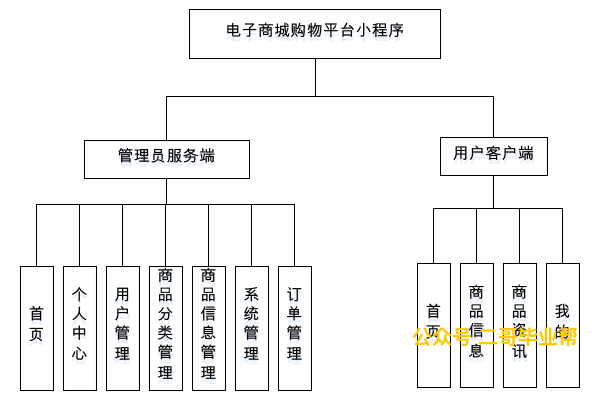 电子商城购物平台小程序
管理员服务端
用户客户端
首页
个人中心
用户管理
商品分类管理
商品信息管理
系统管理
订单管理
首页
商品信息
商品资讯
我的
公众号·二哥毕业帮